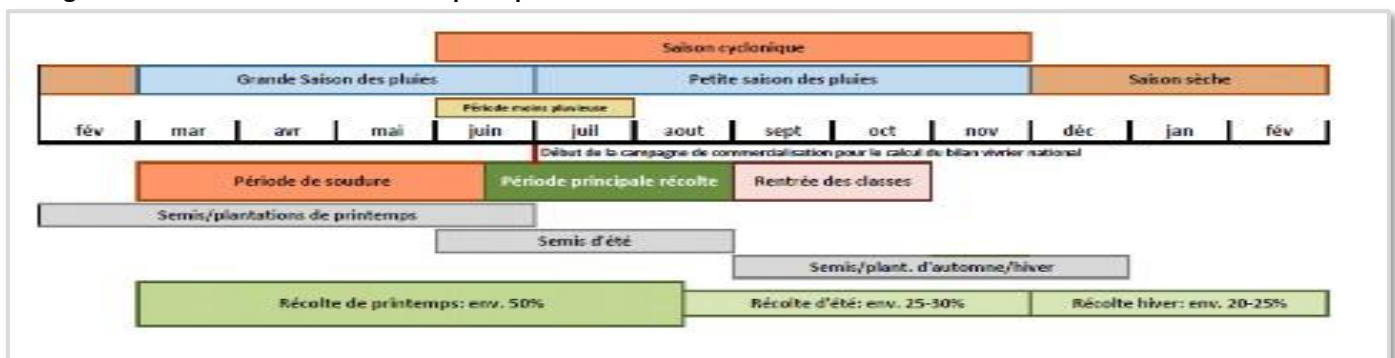 Saison cyclonique
Grande Saison des pluies Petite saison des pluies Saison sèche
Période moins pluvieuse
fév mar avr mai juin juil aout sept oct nov déc jan fév
Début de la campagne de commercialisation pour le calcul du bilan vivrier national
Période de soudure Période principale récolte Rentrée des classes
Semis/plantations de printemps
Semis d'été
Semis/plant. d'automne/hiver
Récolte de printemps: env. 50% Récolte d'été: env. 25-30% Récolte hiver: env. 20-25%